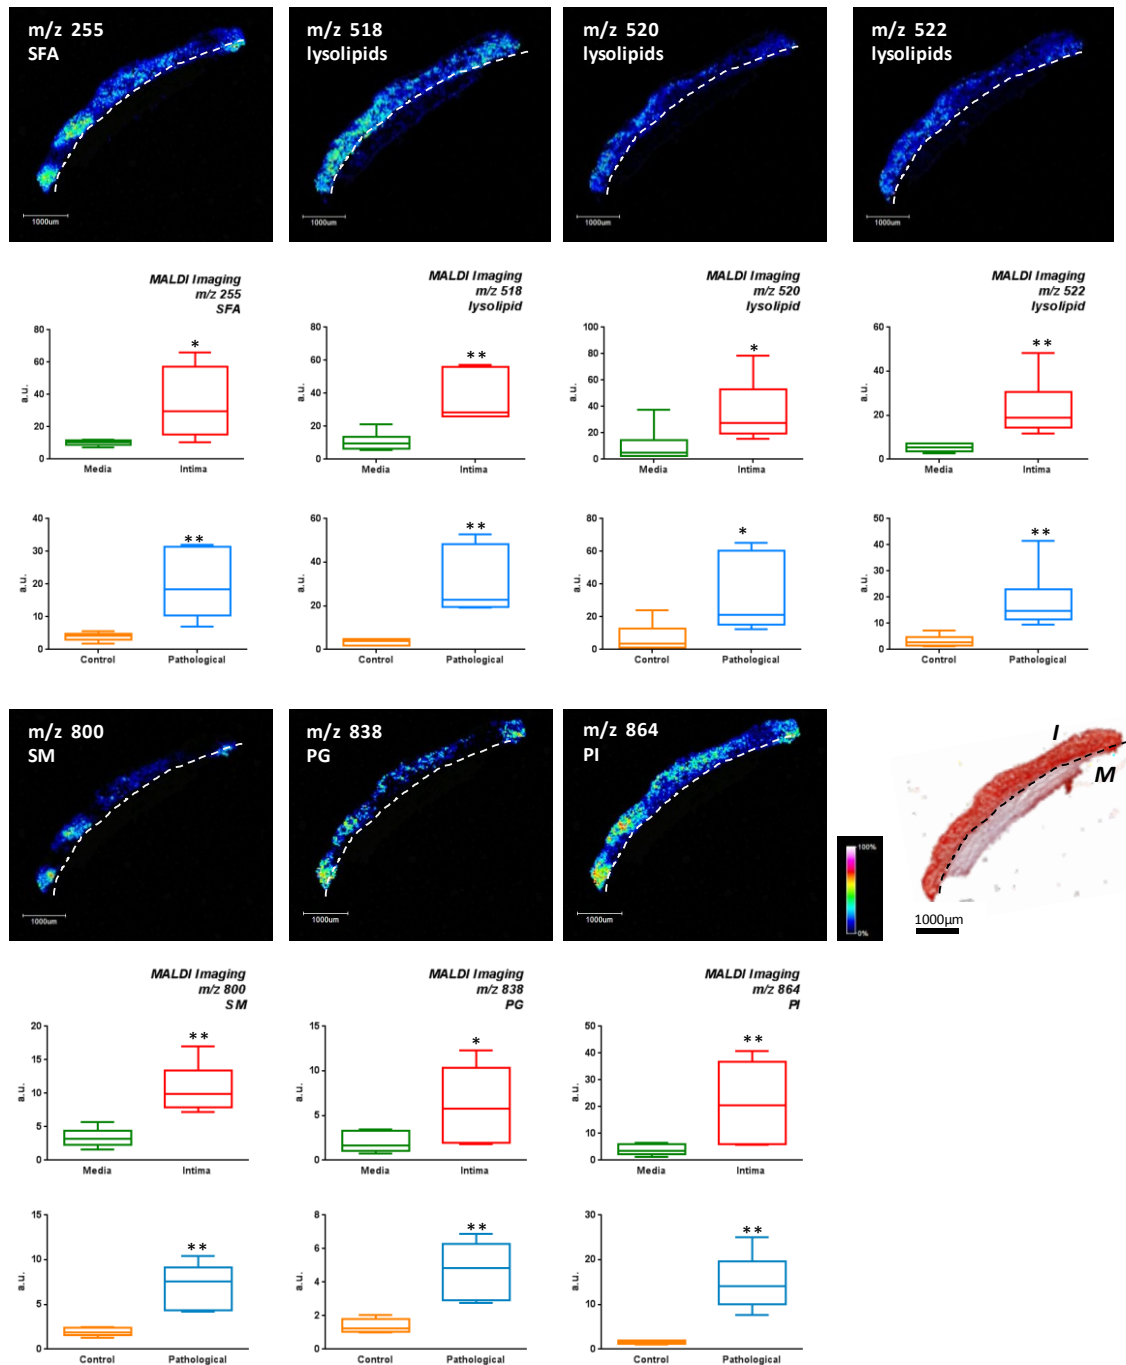 m/z 255
SFA
1000um
m/z 518
lysolipids
1000um
m/z 520
lysolipids
1000um
m/z 522
lysolipids
1000um
MALDI Imaging
m/z 255
SFA
80
60
40
20
0
a.u.
*
Media
Intima
MALDI Imaging
m/z 518
lysolipid
80
60
40
20
0
a.u.
**
Media
Intima
MALDI Imaging
m/z 520
lysolipid
100
80
60
40
20
0
a.u.
*
Media
Intima
MALDI Imaging
m/z 522
lysolipid
60
40
20
0
a.u.
**
Media
Intima
40
30
20
10
0
a.u.
**
Control
Pathological
60
40
20
0
a.u.
**
Control
Pathological
80
60
40
20
0
a.u.
*
Control
Pathological
50
40
30
20
10
0
a.u.
**
Control
Pathological
m/z 800
SM
1000um
m/z 838
PG
1000um
m/z 864
PI
1000um
100%
0%
I
M
1000µm
MALDI Imaging
m/z 800
SM
20
15
10
5
0
a.u.
**
Media
Intima
MALDI Imaging
m/z 838
PG
15
10
5
0
a.u.
*
Media
Intima
MALDI Imaging
m/z 864
PI
50
40
30
20
10
0
a.u.
**
Media
Intima
15
10
5
0
a.u.
**
Control
Pathological
8
6
4
2
0
a.u.
**
Control
Pathological
30
20
10
0
a.u.
**
Control
Pathological